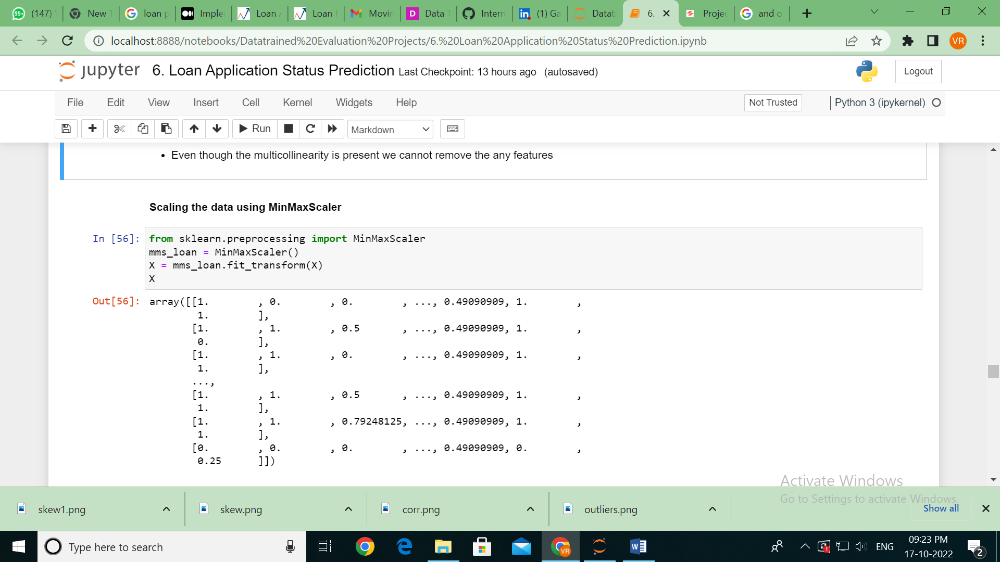 99+ (147) New T loan p Imple Loan A Loan Movin D Data T Intern in (1) Ga Datat 6. Projec and o
localhost:8888/notebooks/Datatrained%20Evaluation%20Projects/6.%20Loan%20Application%20Status%20Prediction.ipynb VR
jupyter 6. Loan Application Status Prediction Last Checkpoint: 13 hours ago (autosaved) Logout
File Edit View Insert Cell Kernel Widgets Help Not Trusted Python 3 (ipykernel)
Run Markdown
• Even though the multicollinearity is present we cannot remove the any features
Scaling the data using MinMaxScaler
In [56]: from sklearn.preprocessing import MinMaxScaler
mms_loan = MinMaxScaler()
X = mms_loan.fit_transform(X)
X
Out[56]: array([[1. , 0. , 0. , ..., 0.49090909, 1. ,
1. ],
[1. , 1. , 0.5 , ..., 0.49090909, 1. ,
0. ],
[1. , 1. , 0. , ..., 0.49090909, 1. ,
1. ],
...,
[1. , 1. , 0.5 , ..., 0.49090909, 1. ,
1. ],
[1. , 1. , 0.79248125, ..., 0.49090909, 1. ,
1. ],
[0. , 0. , 0. , ..., 0.49090909, 0. ,
0.25 ]])
Activate Windows
Go to Settings to activate Windows.
skew1.png skew.png corr.png outliers.png Show all
Type here to search VR W ENG 09:23 PM
17-10-2022 2